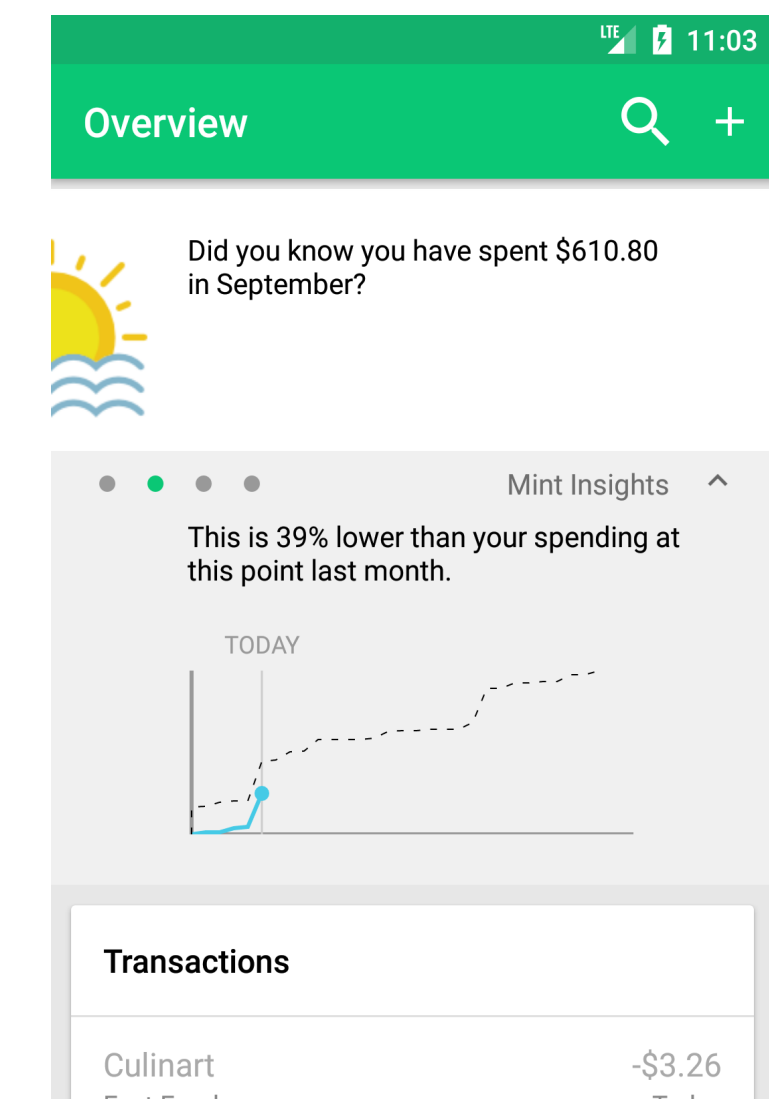 LTE 11:03
Overview
Did you know you have spent $610.80
in September?
Mint Insights
This is 39% lower than your spending at
this point last month.
TODAY
Transactions
Culinart -$3.26